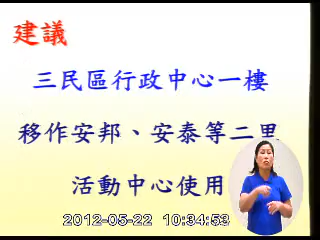 建議
三民區行政中心一樓
移作安邦、安泰等二里
活動中心使用
2012-05-22 10:34:53